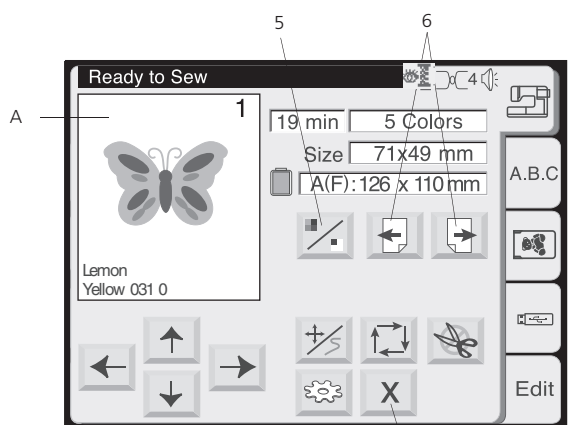 5
6
Ready to Sew
4
A
1
19 min
5 Colors
Size
71x49 mm
A(F):126 x 110 mm
A.B.C
Lemon
Yellow 031 0
X
Edit